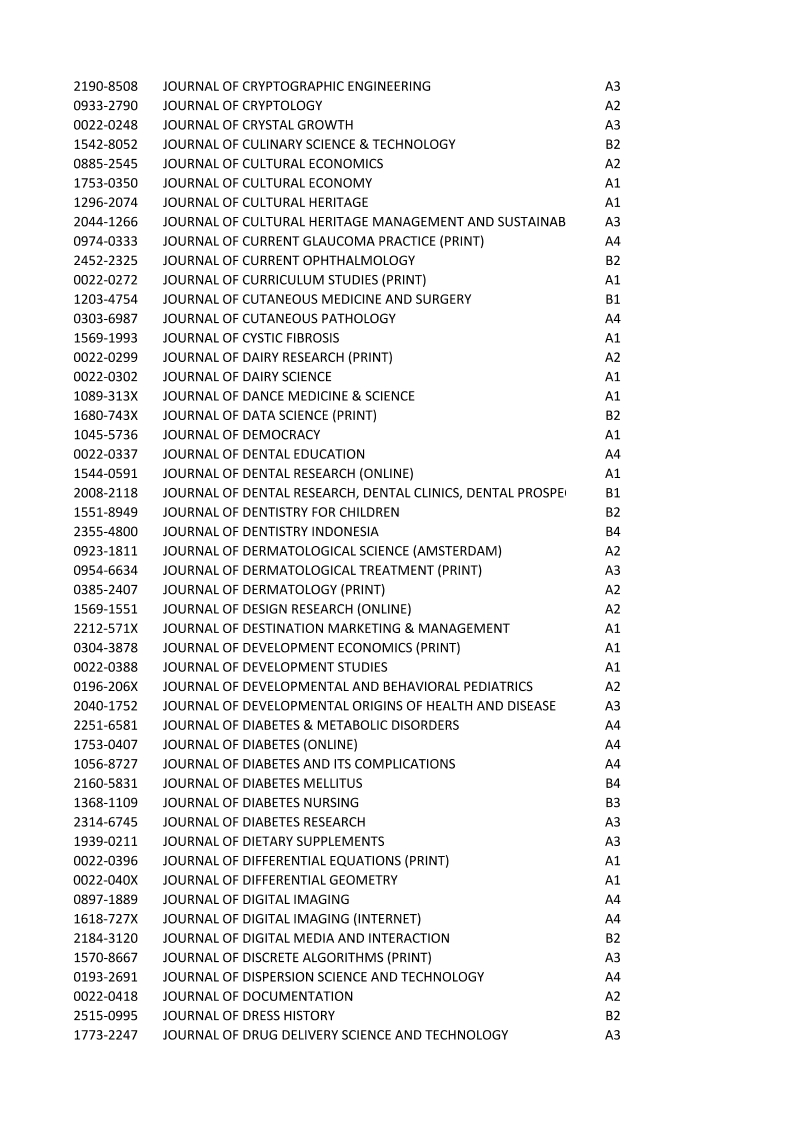 2190-8508 JOURNAL OF CRYPTOGRAPHIC ENGINEERING A3
0933-2790 JOURNAL OF CRYPTOLOGY A2
0022-0248 JOURNAL OF CRYSTAL GROWTH A3
1542-8052 JOURNAL OF CULINARY SCIENCE & TECHNOLOGY B2
0885-2545 JOURNAL OF CULTURAL ECONOMICS A2
1753-0350 JOURNAL OF CULTURAL ECONOMY A1
1296-2074 JOURNAL OF CULTURAL HERITAGE A1
2044-1266 JOURNAL OF CULTURAL HERITAGE MANAGEMENT AND SUSTAINAB A3
0974-0333 JOURNAL OF CURRENT GLAUCOMA PRACTICE (PRINT) A4
2452-2325 JOURNAL OF CURRENT OPHTHALMOLOGY B2
0022-0272 JOURNAL OF CURRICULUM STUDIES (PRINT) A1
1203-4754 JOURNAL OF CUTANEOUS MEDICINE AND SURGERY B1
0303-6987 JOURNAL OF CUTANEOUS PATHOLOGY A4
1569-1993 JOURNAL OF CYSTIC FIBROSIS A1
0022-0299 JOURNAL OF DAIRY RESEARCH (PRINT) A2
0022-0302 JOURNAL OF DAIRY SCIENCE A1
1089-313X JOURNAL OF DANCE MEDICINE & SCIENCE A1
1680-743X JOURNAL OF DATA SCIENCE (PRINT) B2
1045-5736 JOURNAL OF DEMOCRACY A1
0022-0337 JOURNAL OF DENTAL EDUCATION A4
1544-0591 JOURNAL OF DENTAL RESEARCH (ONLINE) A1
2008-2118 JOURNAL OF DENTAL RESEARCH, DENTAL CLINICS, DENTAL PROSPE B1
1551-8949 JOURNAL OF DENTISTRY FOR CHILDREN B2
2355-4800 JOURNAL OF DENTISTRY INDONESIA B4
0923-1811 JOURNAL OF DERMATOLOGICAL SCIENCE (AMSTERDAM) A2
0954-6634 JOURNAL OF DERMATOLOGICAL TREATMENT (PRINT) A3
0385-2407 JOURNAL OF DERMATOLOGY (PRINT) A2
1569-1551 JOURNAL OF DESIGN RESEARCH (ONLINE) A2
2212-571X JOURNAL OF DESTINATION MARKETING & MANAGEMENT A1
0304-3878 JOURNAL OF DEVELOPMENT ECONOMICS (PRINT) A1
0022-0388 JOURNAL OF DEVELOPMENT STUDIES A1
0196-206X JOURNAL OF DEVELOPMENTAL AND BEHAVIORAL PEDIATRICS A2
2040-1752 JOURNAL OF DEVELOPMENTAL ORIGINS OF HEALTH AND DISEASE A3
2251-6581 JOURNAL OF DIABETES & METABOLIC DISORDERS A4
1753-0407 JOURNAL OF DIABETES (ONLINE) A4
1056-8727 JOURNAL OF DIABETES AND ITS COMPLICATIONS A4
2160-5831 JOURNAL OF DIABETES MELLITUS B4
1368-1109 JOURNAL OF DIABETES NURSING B3
2314-6745 JOURNAL OF DIABETES RESEARCH A3
1939-0211 JOURNAL OF DIETARY SUPPLEMENTS A3
0022-0396 JOURNAL OF DIFFERENTIAL EQUATIONS (PRINT) A1
0022-040X JOURNAL OF DIFFERENTIAL GEOMETRY A1
0897-1889 JOURNAL OF DIGITAL IMAGING A4
1618-727X JOURNAL OF DIGITAL IMAGING (INTERNET) A4
2184-3120 JOURNAL OF DIGITAL MEDIA AND INTERACTION B2
1570-8667 JOURNAL OF DISCRETE ALGORITHMS (PRINT) A3
0193-2691 JOURNAL OF DISPERSION SCIENCE AND TECHNOLOGY A4
0022-0418 JOURNAL OF DOCUMENTATION A2
2515-0995 JOURNAL OF DRESS HISTORY B2
1773-2247 JOURNAL OF DRUG DELIVERY SCIENCE AND TECHNOLOGY A3